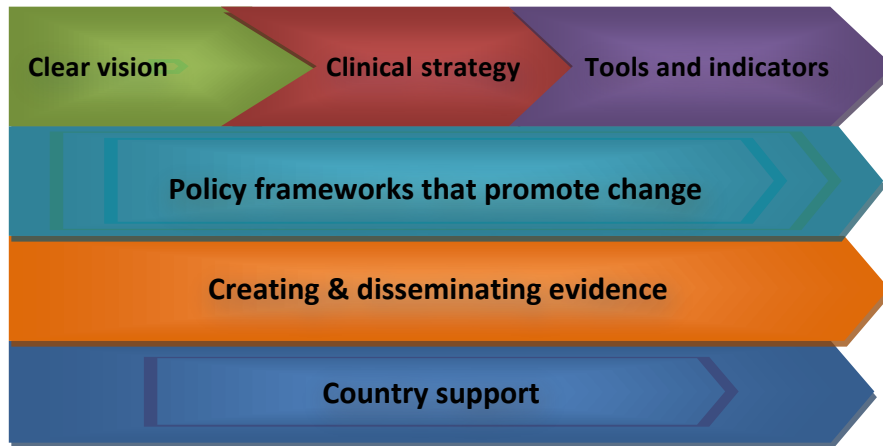 Clear vision
Clinical strategy
Tools and indicators
Policy frameworks that promote change
Creating & disseminating evidence
Country support